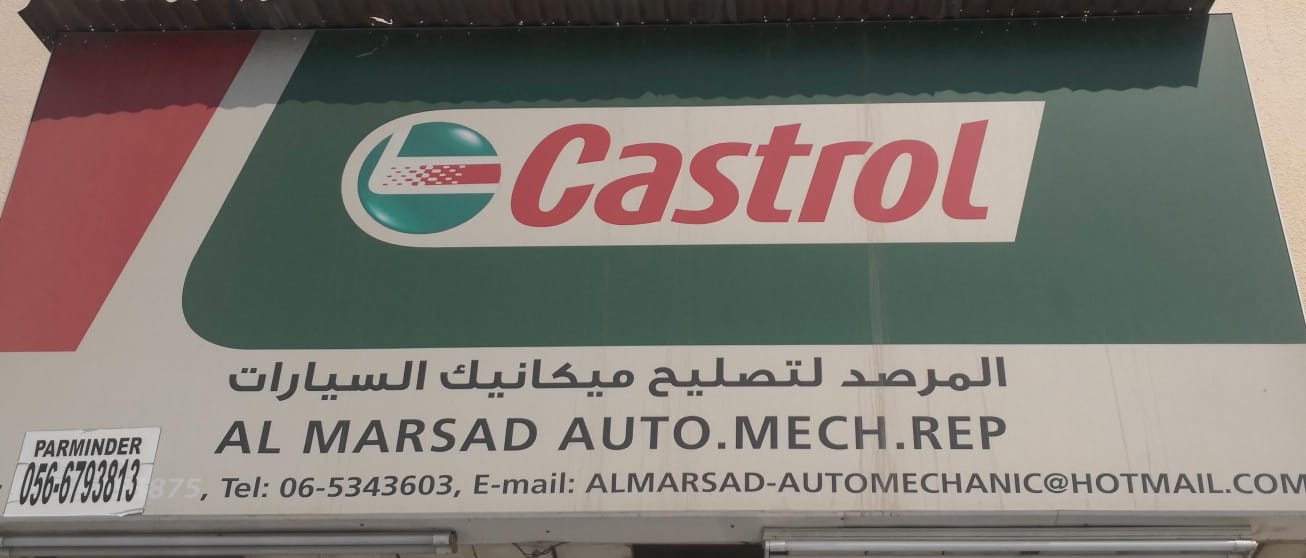 Castrol
المرصد لتصليح ميكانيك السيارات
AL MARSAD AUTO.MECH.REP
PARMINDER
056-6793813
875, Tel: 06-5343603, E-mail: ALMARSAD-AUTOMECHANIC@HOTMAIL.COM